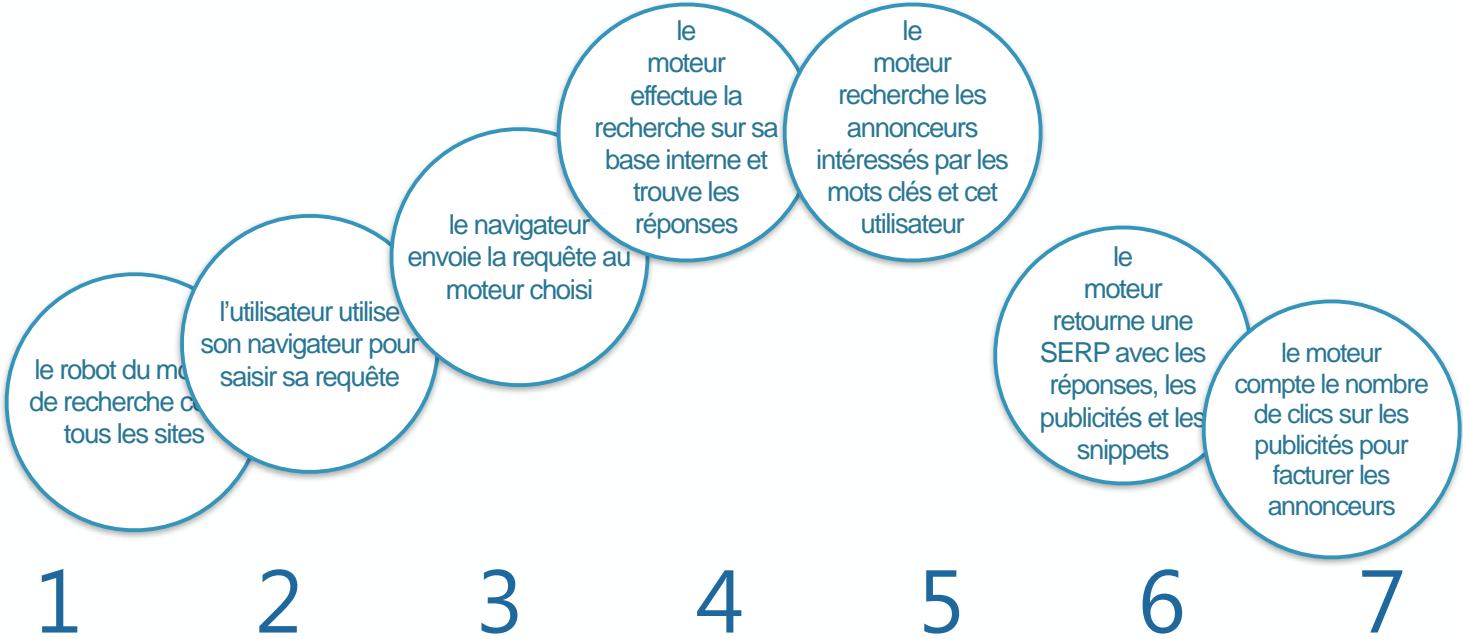 le robot du
de recherche
tous les sites
l’utilisateur utilise
son navigateur pour
saisir sa requête
le navigateur
envoie la requête au
moteur choisi
le
moteur
effectue la
recherche sur sa
base interne et
trouve les
réponses
le
moteur
recherche les
annonceurs
intéressés par les
mots clés et cet
utilisateur
le
moteur
retourne une
SERP avec les
réponses, les
publicités et les
snippets
le moteur
compte le nombre
de clics sur les
publicités pour
facturer les
annonceurs
1 2 3 4 5 6 7